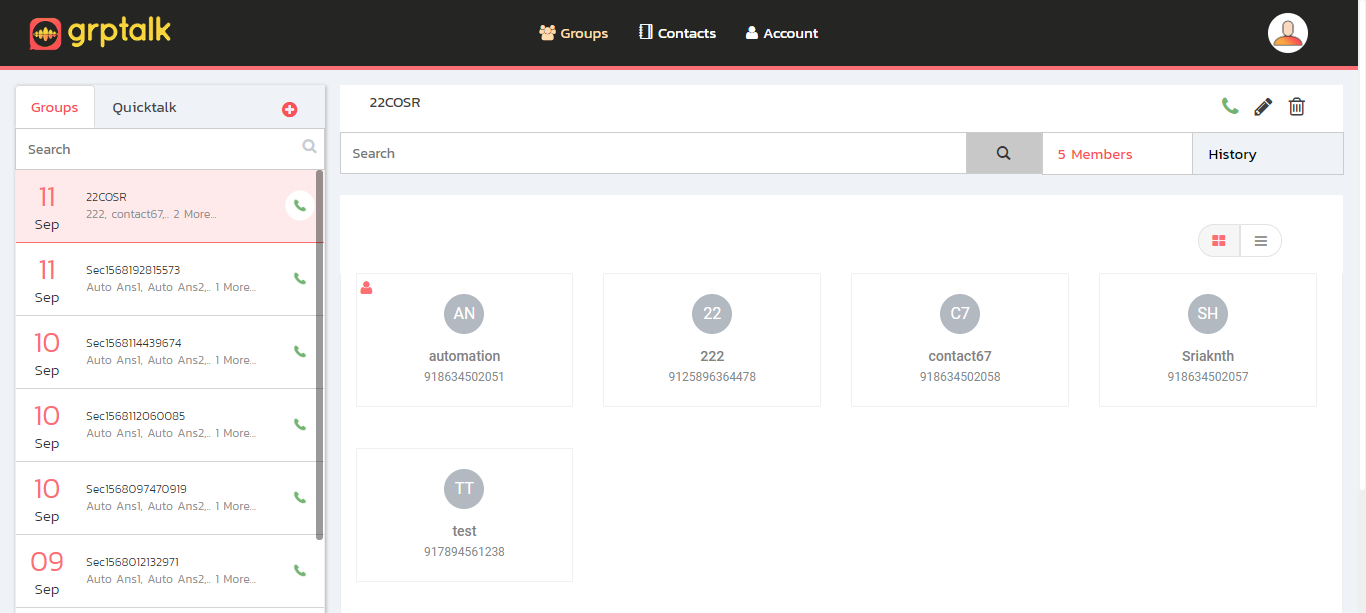 grptalk
Groups
Contacts
Account
Groups
Quicktalk
Search
11
Sep
22COSR
222, contact67,.. 2 More...
11
Sep
Sec1568192815573
Auto Ans1, Auto Ans2,.. 1 More...
10
Sep
Sec1568114439674
Auto Ans1, Auto Ans2,.. 1 More...
10
Sep
Sec1568112060085
Auto Ans1, Auto Ans2,.. 1 More...
10
Sep
Sec1568097470919
Auto Ans1, Auto Ans2,.. 1 More...
09
Sep
Sec1568012132971
Auto Ans1, Auto Ans2,.. 1 More...
22COSR
Search
5 Members
History
AN
automation
918634502051
22
222
9125896364478
C7
contact67
918634502058
SH
Sriaknth
918634502057
TT
test
917894561238